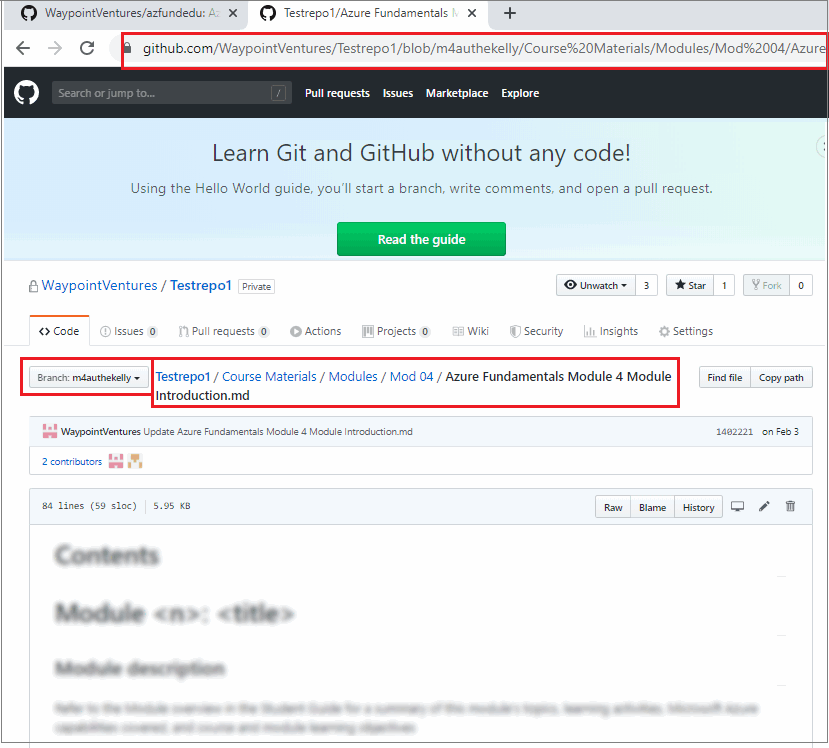 WaypointVentures/azfundedu: Az
Testrepo1/Azure Fundamentals M
github.com/WaypointVentures/Testrepo1/blob/m4authekelly/Course%20Materials/Modules/Mod%2004/Azure
Search or jump to... /
Pull requests Issues Marketplace Explore
Learn Git and GitHub without any code!
Using the Hello World guide, you’ll start a branch, write comments, and open a pull request.
Read the guide
WaypointVentures / Testrepo1 Private
Unwatch 3 Star 1 Fork 0
Code Issues 0 Pull requests 0 Actions Projects 0 Wiki Security Insights Settings
Branch: m4authekelly
Testrepo1 / Course Materials / Modules / Mod 04 / Azure Fundamentals Module 4 Module
Introduction.md
Find file Copy path
WaypointVentures Update Azure Fundamentals Module 4 Module Introduction.md 1402221 on Feb 3
2 contributors
84 lines (59 sloc) 5.95 KB
Raw Blame History
Contents
Module <n>: <title>
Module description
Refer to the Module overview in the Student Guide for a summary of this module's topics, learning activities, Microsoft Azure
capabilities covered, and course and module learning objectives